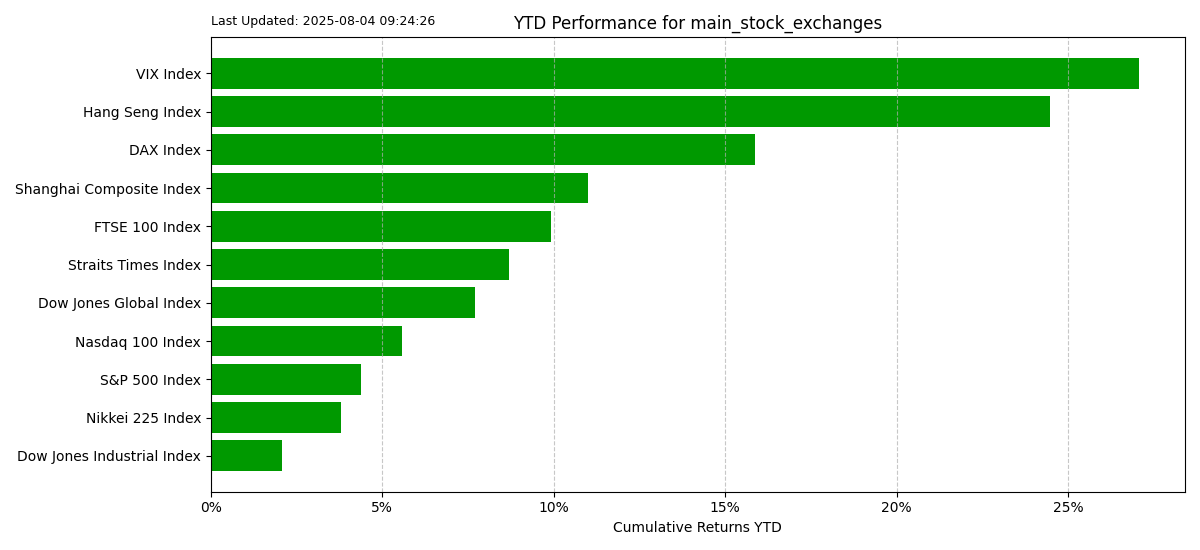 Last Updated: 2025-08-04 09:24:26
YTD Performance for main_stock_exchanges
VIX Index
Hang Seng Index
DAX Index
Shanghai Composite Index
FTSE 100 Index
Straits Times Index
Dow Jones Global Index
Nasdaq 100 Index
S&P 500 Index
Nikkei 225 Index
Dow Jones Industrial Index
0% 5% 10% 15% 20% 25%
Cumulative Returns YTD